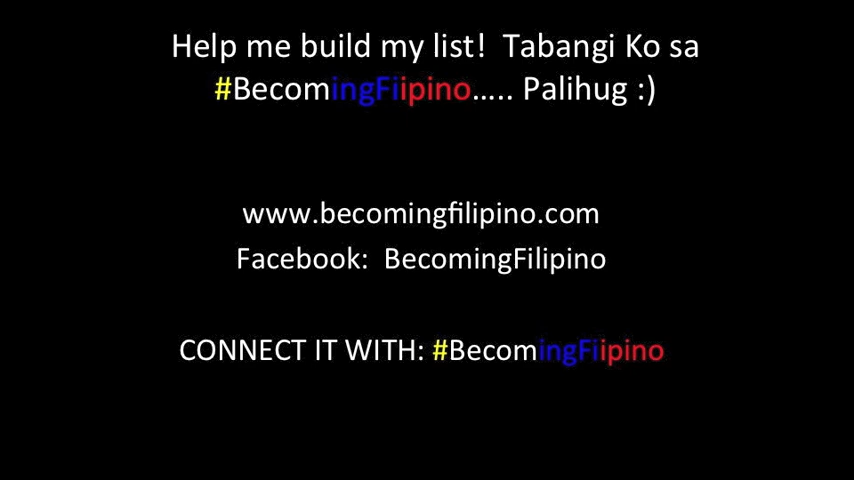 Help me build my list!  Tabangi Ko sa
#BecomingFiipino..... Palihug :)
www.becomingfilipino.com
Facebook:  BecomingFilipino
CONNECT IT WITH: #BecomingFiipino